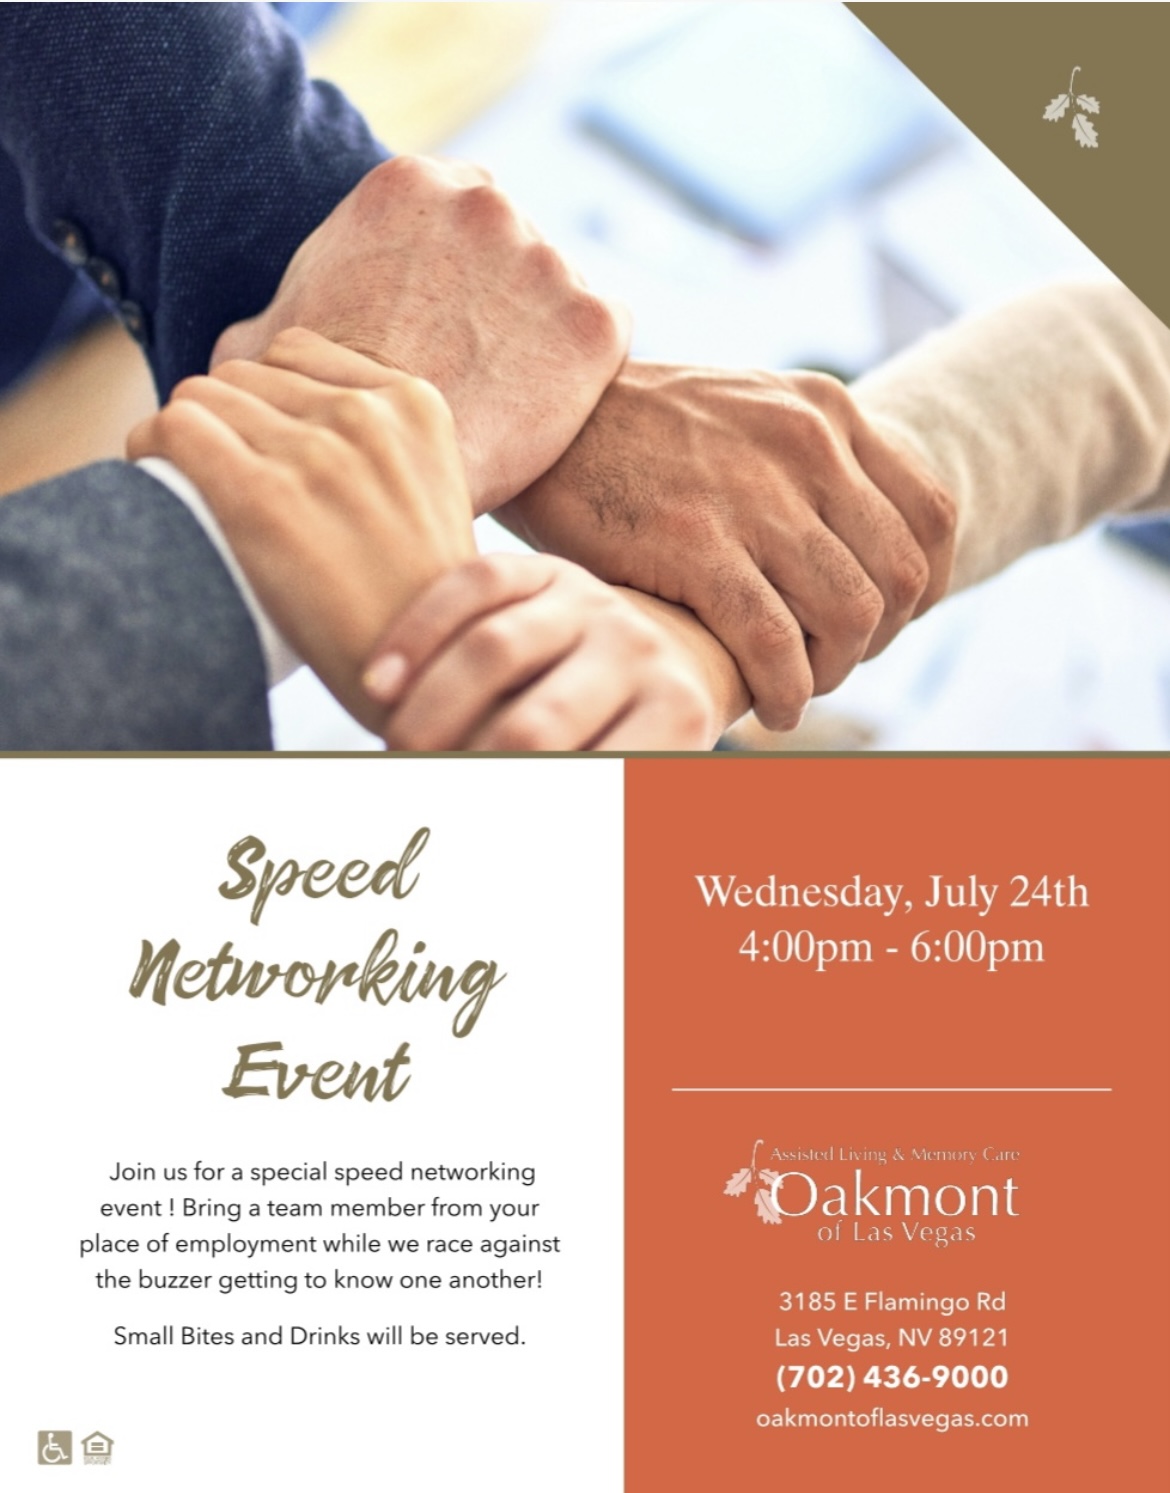 Speed
Networking
Event
Join us for a special speed networking
event ! Bring a team member from your
place of employment while we race against
the buzzer getting to know one another!
Small Bites and Drinks will be served.
Wednesday, July 24th
4:00pm - 6:00pm
Assisted Living & Memory Care
Oakmont
of Las Vegas
3185 E Flamingo Rd
Las Vegas, NV 89121
(702) 436-9000
oakmontoflasvegas.com